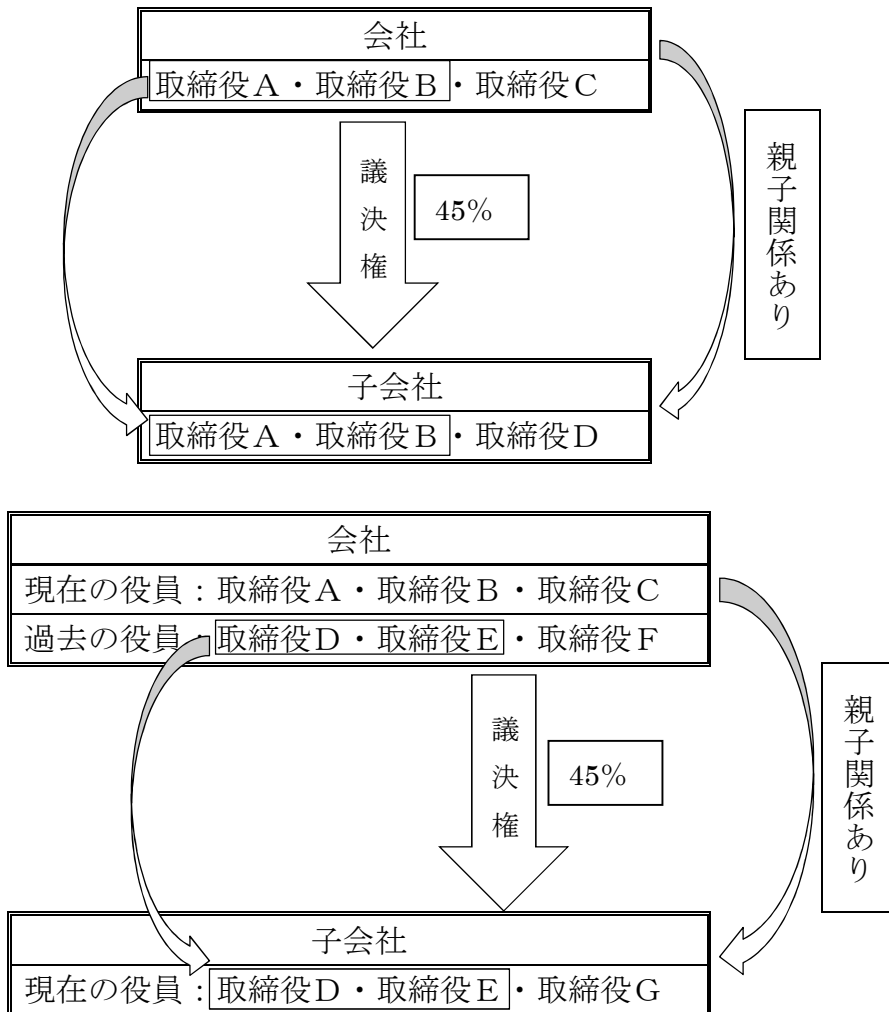 会社
取締役A・取締役B・取締役C
議決権
45%
親子関係あり
子会社
取締役A・取締役B・取締役D
会社
現在の役員：取締役A・取締役B・取締役C
過去の役員：取締役D・取締役E・取締役F
議決権
45%
親子関係あり
子会社
現在の役員：取締役D・取締役E・取締役G